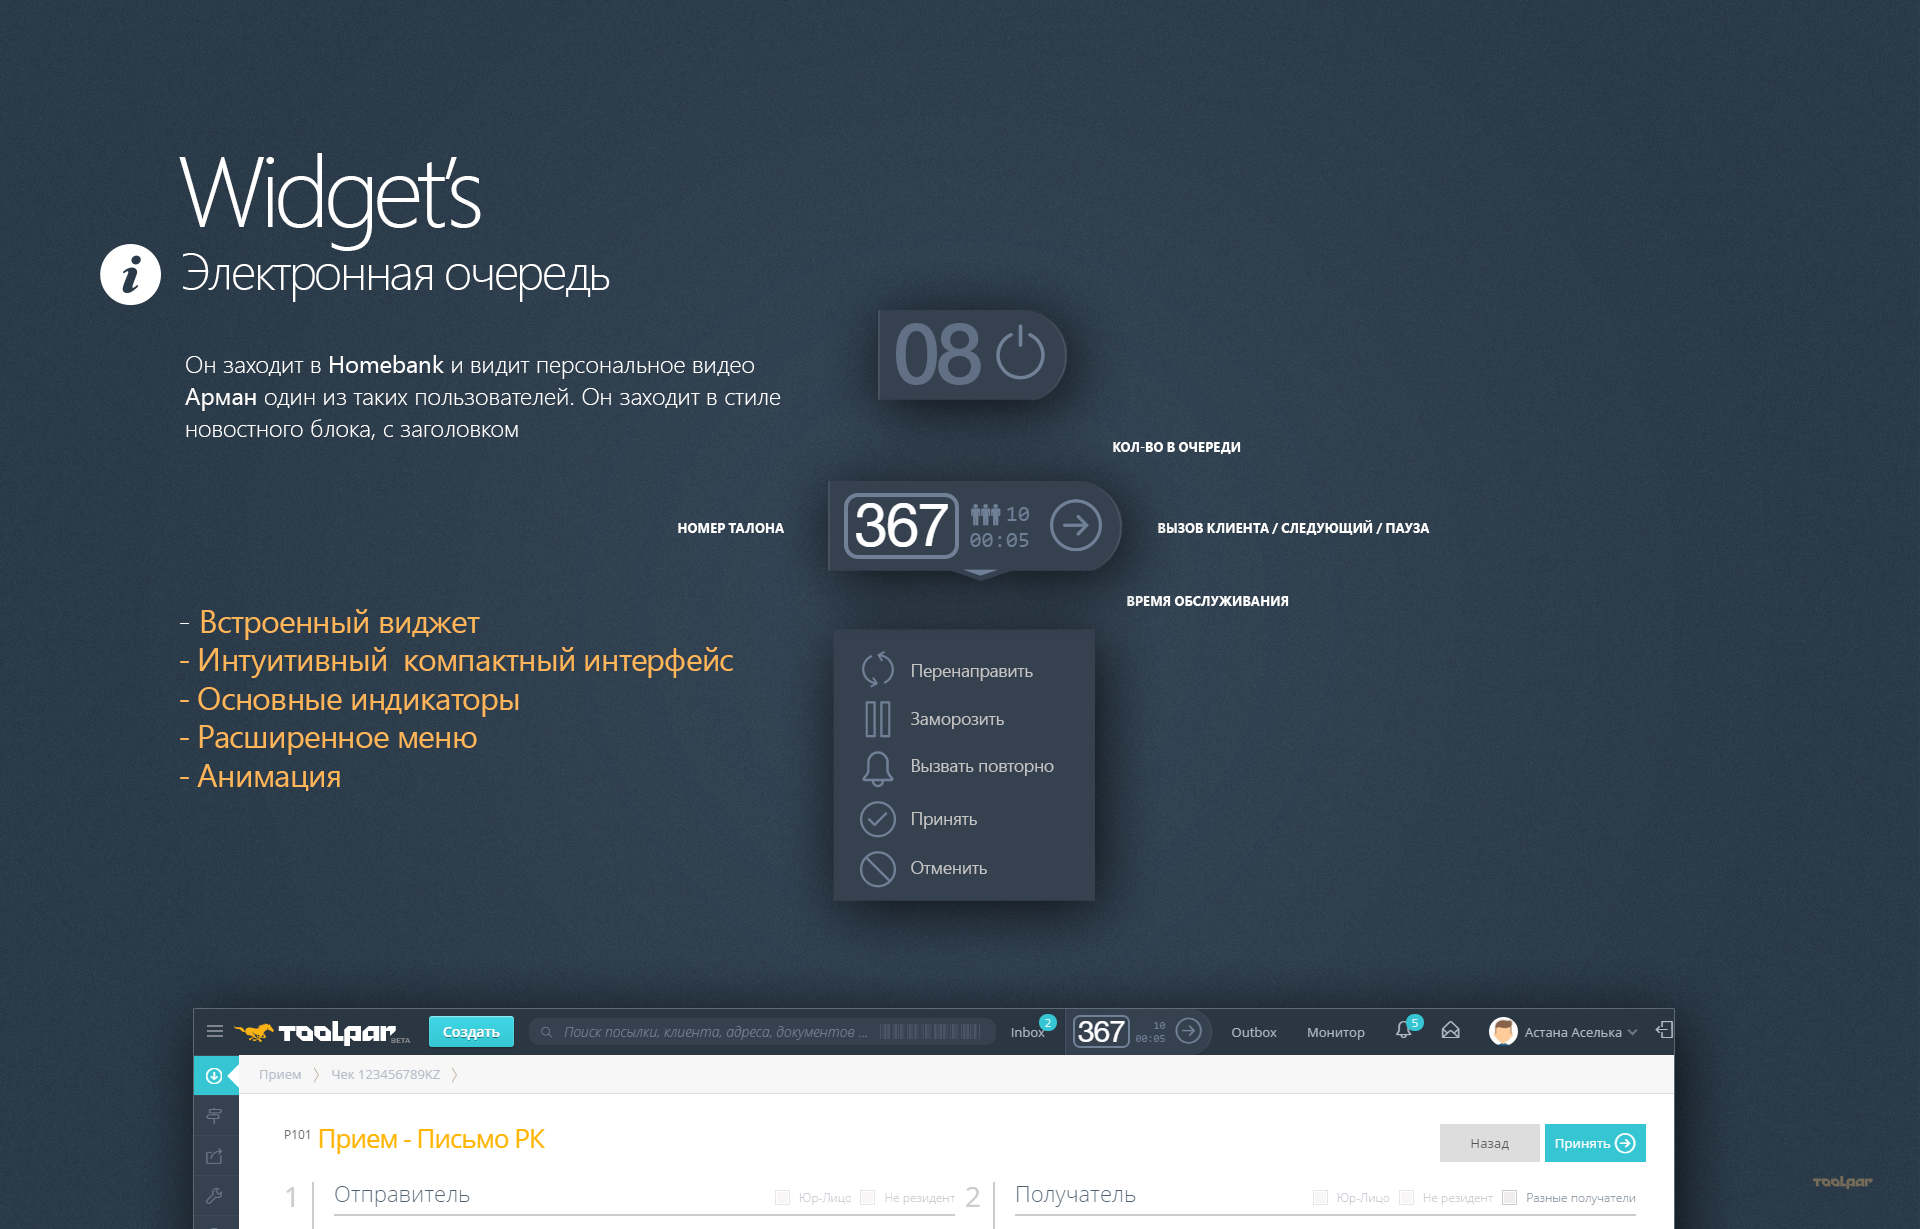 Widget's
Электронная очередь
Он заходит в Homebank и видит персональное видео
Арман один из таких пользователей. Он заходит в стиле
новостного блока, с заголовком
08
КОЛ-ВО В ОЧЕРЕДИ
НОМЕР ТАЛОНА
367
10
00:05
ВЫЗОВ КЛИЕНТА / СЛЕДУЮЩИЙ / ПАУЗА
ВРЕМЯ ОБСЛУЖИВАНИЯ
- Встроенный виджет
- Интуитивный компактный интерфейс
- Основные индикаторы
- Расширенное меню
- Анимация
Перенаправить
Заморозить
Вызвать повторно
Принять
Отменить
TOOLPAR BETA
Создать
Поиск посылки, клиента, адреса, документов ...
Inbox 2
367
10
00:05
Outbox
Монитор
5
Астана Аселька
Прием
Чек 123456789KZ
P101 Прием - Письмо РК
Назад
Принять
1 Отправитель
Юр-Лицо
Не резидент
2 Получатель
Юр-Лицо
Не резидент
Разные получатели
TOOLPAR